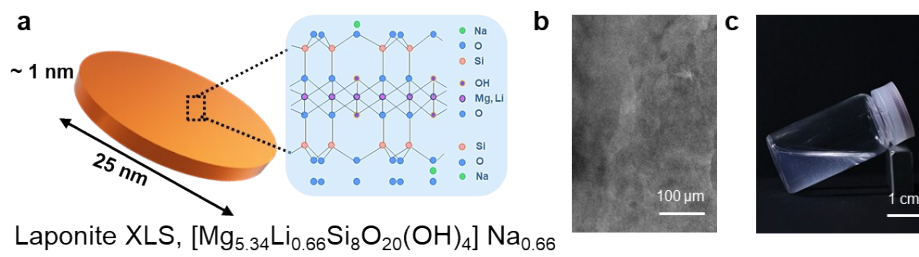 a
~ 1 nm
25 nm
Na
O
Si
OH
Mg, Li
O
Si
O
Na
Laponite XLS, [Mg₅.₃₄Li₀.₆₆Si₈O₂₀(OH)₄] Na₀.₆₆
b
100 µm
c
1 cm